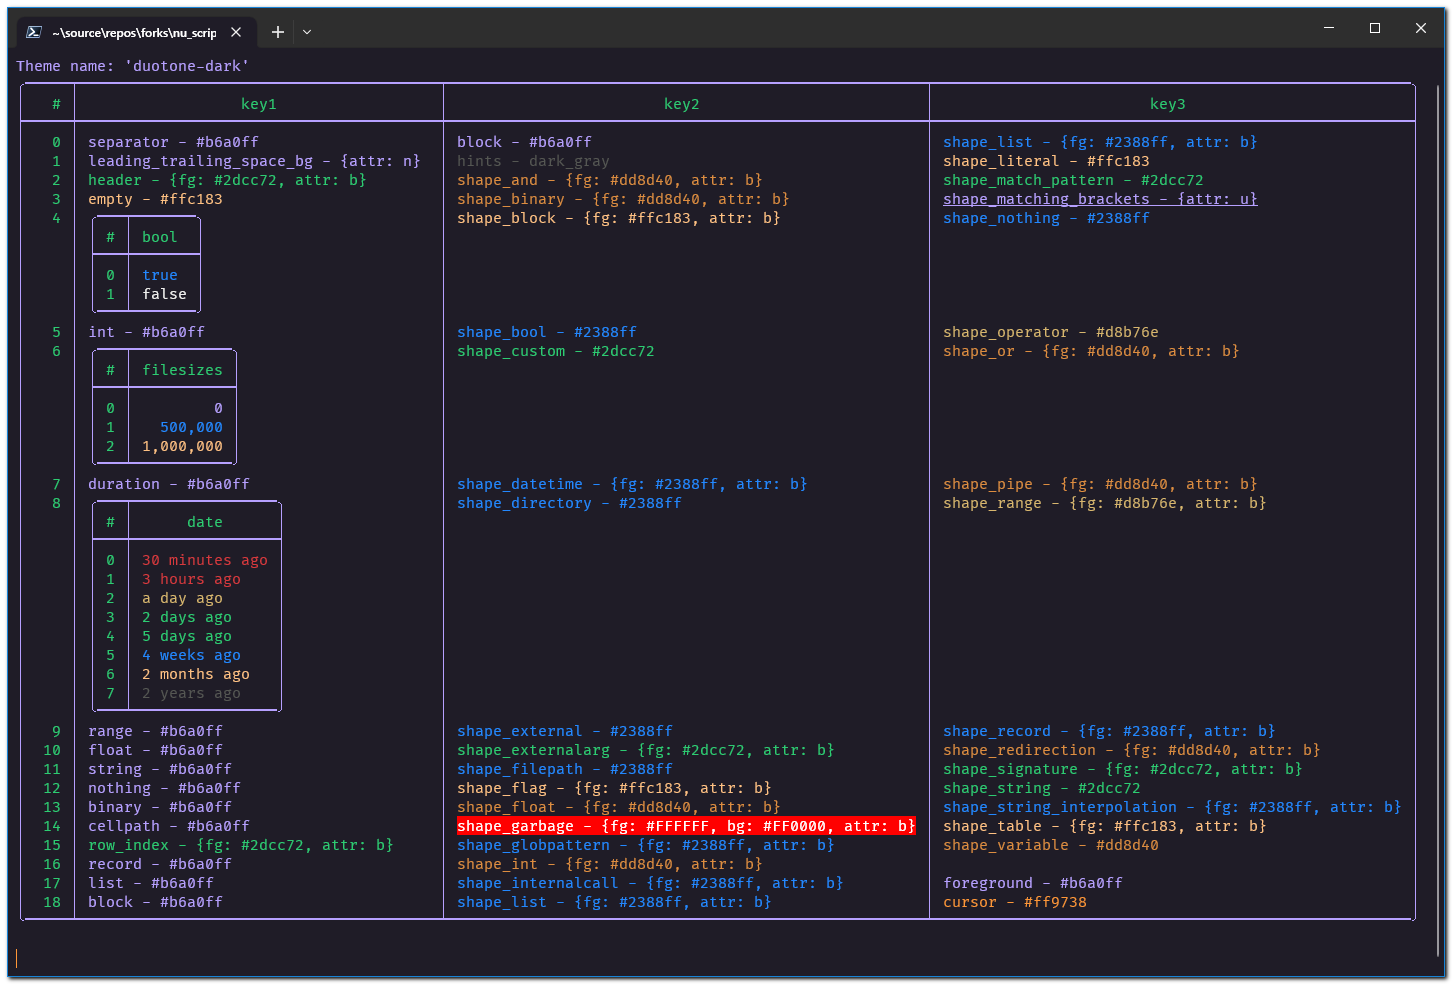 ~\source\repos\forks\nu_scrip
Theme name: 'duotone-dark'
# key1 key2 key3
0 separator - #b6a0ff block - #b6a0ff shape_list - {fg: #2388ff, attr: b}
1 leading_trailing_space_bg - {attr: n} hints - dark_gray shape_literal - #ffc183
2 header - {fg: #2dcc72, attr: b} shape_and - {fg: #dd8d40, attr: b} shape_match_pattern - #2dcc72
3 empty - #ffc183 shape_binary - {fg: #dd8d40, attr: b} shape_matching_brackets - {attr: u}
4 shape_block - {fg: #ffc183, attr: b} shape_nothing - #2388ff
# bool
0 true
1 false
5 int - #b6a0ff shape_bool - #2388ff shape_operator - #d8b76e
6 shape_custom - #2dcc72 shape_or - {fg: #dd8d40, attr: b}
# filesizes
0 0
1 500,000
2 1,000,000
7 duration - #b6a0ff shape_datetime - {fg: #2388ff, attr: b} shape_pipe - {fg: #dd8d40, attr: b}
8 shape_directory - #2388ff shape_range - {fg: #d8b76e, attr: b}
# date
0 30 minutes ago
1 3 hours ago
2 a day ago
3 2 days ago
4 5 days ago
5 4 weeks ago
6 2 months ago
7 2 years ago
9 range - #b6a0ff shape_external - #2388ff shape_record - {fg: #2388ff, attr: b}
10 float - #b6a0ff shape_externalarg - {fg: #2dcc72, attr: b} shape_redirection - {fg: #dd8d40, attr: b}
11 string - #b6a0ff shape_filepath - #2388ff shape_signature - {fg: #2dcc72, attr: b}
12 nothing - #b6a0ff shape_flag - {fg: #ffc183, attr: b} shape_string - #2dcc72
13 binary - #b6a0ff shape_float - {fg: #dd8d40, attr: b} shape_string_interpolation - {fg: #2388ff, attr: b}
14 cellpath - #b6a0ff shape_garbage - {fg: #FFFFFF, bg: #FF0000, attr: b} shape_table - {fg: #ffc183, attr: b}
15 row_index - {fg: #2dcc72, attr: b} shape_globpattern - {fg: #2388ff, attr: b} shape_variable - #dd8d40
16 record - #b6a0ff shape_int - {fg: #dd8d40, attr: b}
17 list - #b6a0ff shape_internalcall - {fg: #2388ff, attr: b} foreground - #b6a0ff
18 block - #b6a0ff shape_list - {fg: #2388ff, attr: b} cursor - #ff9738